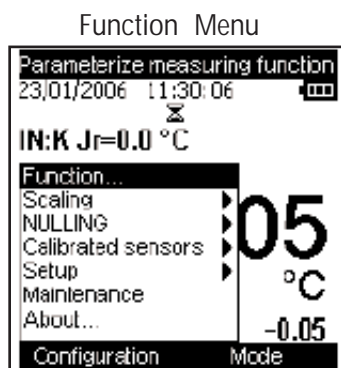 Function Menu
Parameterize measuring function
23/01/2006 11:30:06
IN:K Jr=0.0 °C
Function...
Scaling
NULLING
Calibrated sensors
Setup
Maintenance
About...
05
°C
-0.05
Configuration Mode